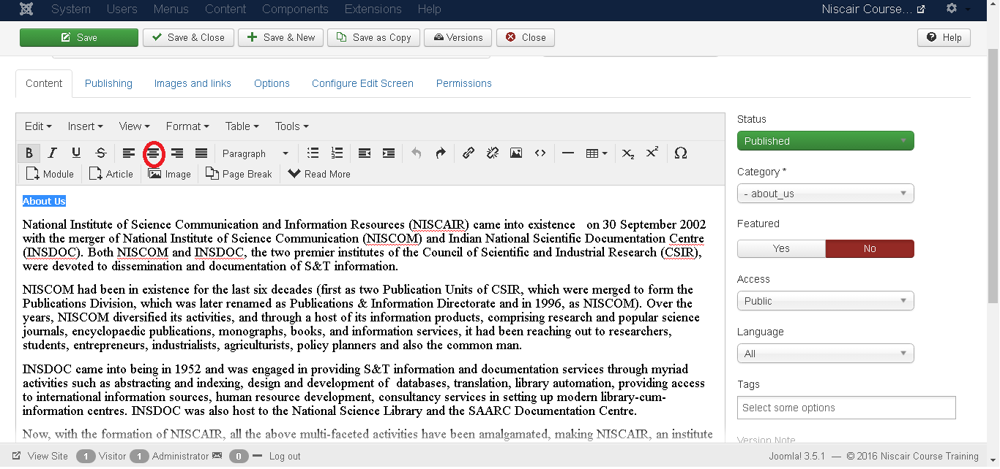 System Users Menus Content Components Extensions Help Niscair Course...
Save Save & Close Save & New Save as Copy Versions Close Help
Content Publishing Images and links Options Configure Edit Screen Permissions
Edit Insert View Format Table Tools
B I U S Paragraph X2 X2 Ω
Module Article Image Page Break Read More
About Us
National Institute of Science Communication and Information Resources (NISCAIR) came into existence on 30 September 2002
with the merger of National Institute of Science Communication (NISCOM) and Indian National Scientific Documentation Centre
(INSDOC). Both NISCOM and INSDOC, the two premier institutes of the Council of Scientific and Industrial Research (CSIR),
were devoted to dissemination and documentation of S&T information.
NISCOM had been in existence for the last six decades (first as two Publication Units of CSIR, which were merged to form the
Publications Division, which was later renamed as Publications & Information Directorate and in 1996, as NISCOM). Over the
years, NISCOM diversified its activities, and through a host of its information products, comprising research and popular science
journals, encyclopaedic publications, monographs, books, and information services, it had been reaching out to researchers,
students, entrepreneurs, industrialists, agriculturists, policy planners and also the common man.
INSDOC came into being in 1952 and was engaged in providing S&T information and documentation services through myriad
activities such as abstracting and indexing, design and development of databases, translation, library automation, providing access
to international information sources, human resource development, consultancy services in setting up modern library-cum-
information centres. INSDOC was also host to the National Science Library and the SAARC Documentation Centre.
Now, with the formation of NISCAIR, all the above multi-faceted activities have been amalgamated, making NISCAIR, an institute
Status
Published
Category *
- about_us
Featured
Yes No
Access
Public
Language
All
Tags
Select some options
Version Note
View Site 1 Visitor 1 Administrator 0 Log out Joomla! 3.5.1 — © 2016 Niscair Course Training